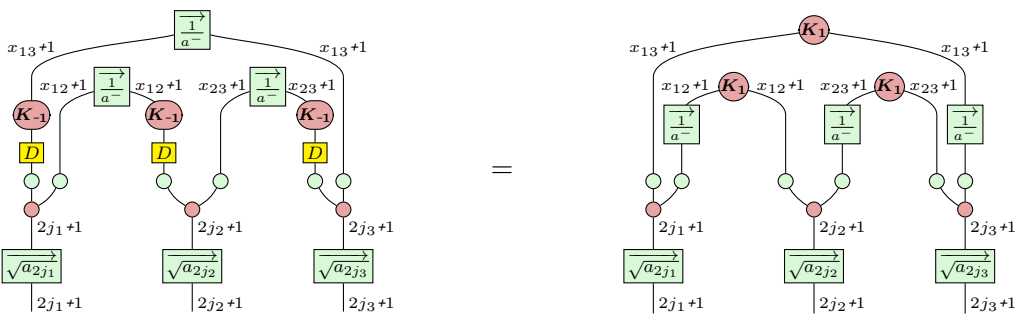 1/a⁻ K₁
x₁₃+1 x₁₃+1 x₁₃+1 x₁₃+1
x₁₂+1 1/a⁻ x₁₂+1 x₂₃+1 1/a⁻ x₂₃+1 x₁₂+1 K₁ x₁₂+1 x₂₃+1 K₁ x₂₃+1
K₋₁ K₋₁ K₋₁ 1/a⁻ 1/a⁻ 1/a⁻
D D D
=
2j₁+1 2j₂+1 2j₃+1 2j₁+1 2j₂+1 2j₃+1
√a₂ⱼ₁ √a₂ⱼ₂ √a₂ⱼ₃ √a₂ⱼ₁ √a₂ⱼ₂ √a₂ⱼ₃
2j₁+1 2j₂+1 2j₃+1 2j₁+1 2j₂+1 2j₃+1